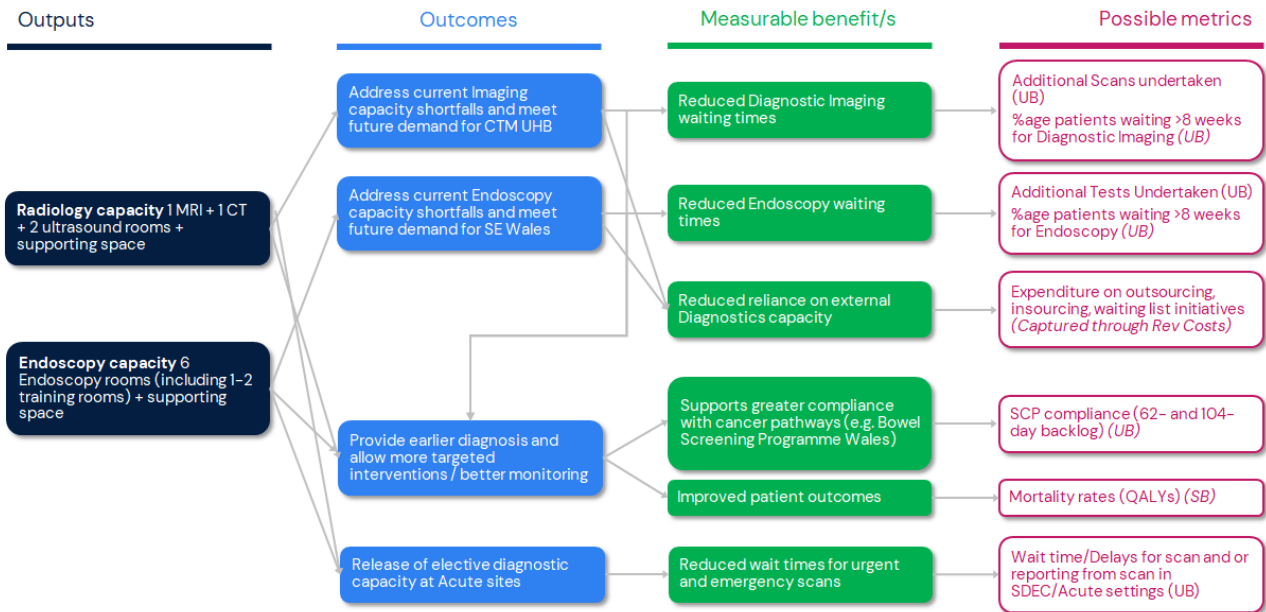 Outputs
Outcomes
Measurable benefit/s
Possible metrics
Radiology capacity 1 MRI + 1 CT
+ 2 ultrasound rooms +
supporting space
Endoscopy capacity 6
Endoscopy rooms (including 1-2
training rooms) + supporting
space
Address current Imaging
capacity shortfalls and meet
future demand for CTM UHB
Address current Endoscopy
capacity shortfalls and meet
future demand for SE Wales
Provide earlier diagnosis and
allow more targeted
interventions / better monitoring
Release of elective diagnostic
capacity at Acute sites
Reduced Diagnostic Imaging
waiting times
Reduced Endoscopy waiting
times
Reduced reliance on external
Diagnostics capacity
Supports greater compliance
with cancer pathways (e.g. Bowel
Screening Programme Wales)
Improved patient outcomes
Reduced wait times for urgent
and emergency scans
Additional Scans undertaken
(UB)
%age patients waiting >8 weeks
for Diagnostic Imaging (UB)
Additional Tests Undertaken (UB)
%age patients waiting >8 weeks
for Endoscopy (UB)
Expenditure on outsourcing,
insourcing, waiting list initiatives
(Captured through Rev Costs)
SCP compliance (62- and 104-
day backlog) (UB)
Mortality rates (QALYs) (SB)
Wait time/Delays for scan and or
reporting from scan in
SDEC/Acute settings (UB)